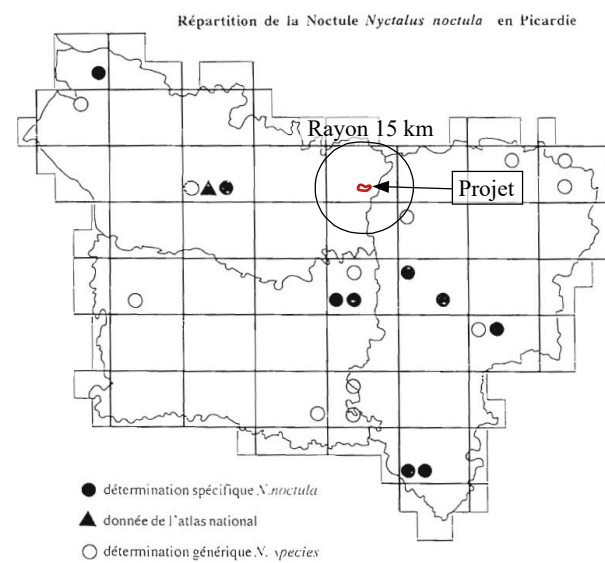 Répartition de la Noctule Nyctalus noctula en Picardie
Rayon 15 km
Projet
détermination spécifique N.noctula
donnée de l'atlas national
détermination générique N. species